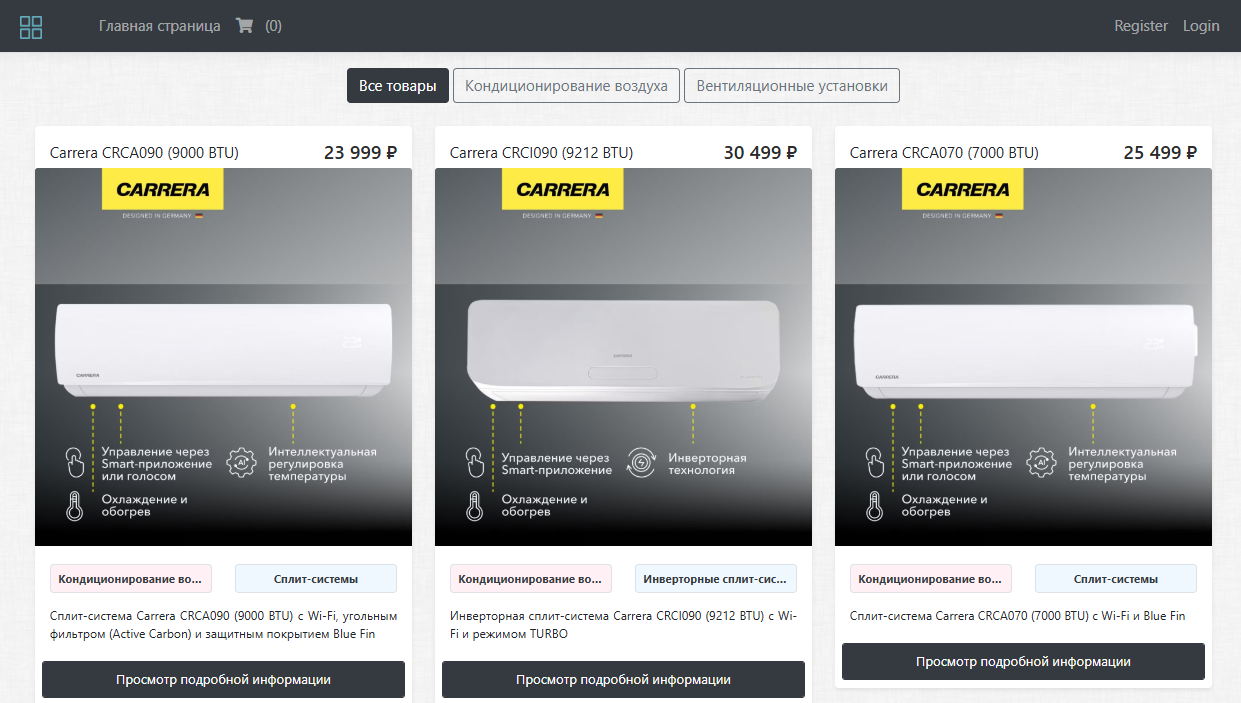 Главная страница (0) Register Login
Все товары Кондиционирование воздуха Вентиляционные установки
Carrera CRCA090 (9000 BTU) 23 999 ₽
CARRERA
DESIGNED IN GERMANY
CARRERA
Управление через
Smart-приложение
или голосом
AI
Интеллектуальная
регулировка
температуры
Охлаждение и
обогрев
Кондиционирование во... Сплит-системы
Сплит-система Carrera CRCA090 (9000 BTU) с Wi-Fi, угольным
фильтром (Active Carbon) и защитным покрытием Blue Fin
Просмотр подробной информации
Carrera CRCI090 (9212 BTU) 30 499 ₽
CARRERA
DESIGNED IN GERMANY
CARRERA
Управление через
Smart-приложение
Инверторная
технология
Охлаждение и
обогрев
Кондиционирование во... Инверторные сплит-сис...
Инверторная сплит-система Carrera CRCI090 (9212 BTU) с Wi-
Fi и режимом TURBO
Просмотр подробной информации
Carrera CRCA070 (7000 BTU) 25 499 ₽
CARRERA
DESIGNED IN GERMANY
CARRERA
Управление через
Smart-приложение
или голосом
AI
Интеллектуальная
регулировка
температуры
Охлаждение и
обогрев
Кондиционирование во... Сплит-системы
Сплит-система Carrera CRCA070 (7000 BTU) с Wi-Fi и Blue Fin
Просмотр подробной информации